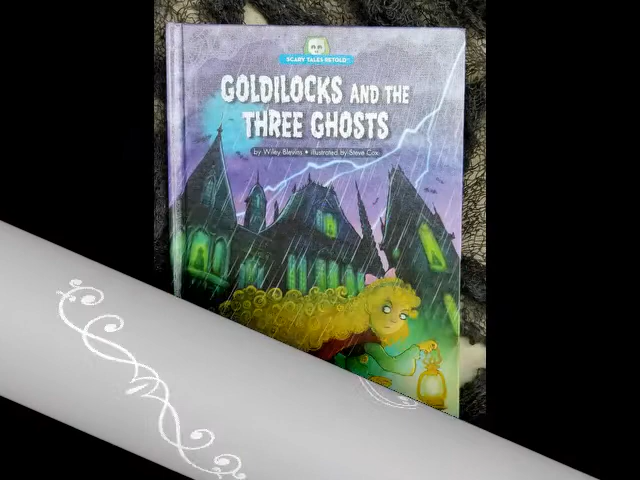 SCARY TALES RETOLD
GOLDILOCKS AND THE
THREE GHOSTS
by Wiley Blevins • illustrated by Steve Cox